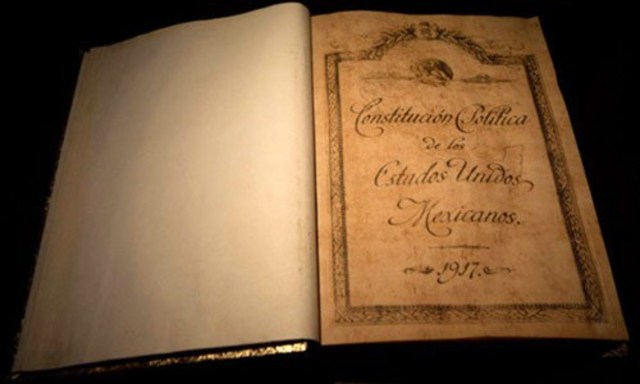 Constitución Política
de los
Estados Unidos
Mexicanos.
1917.